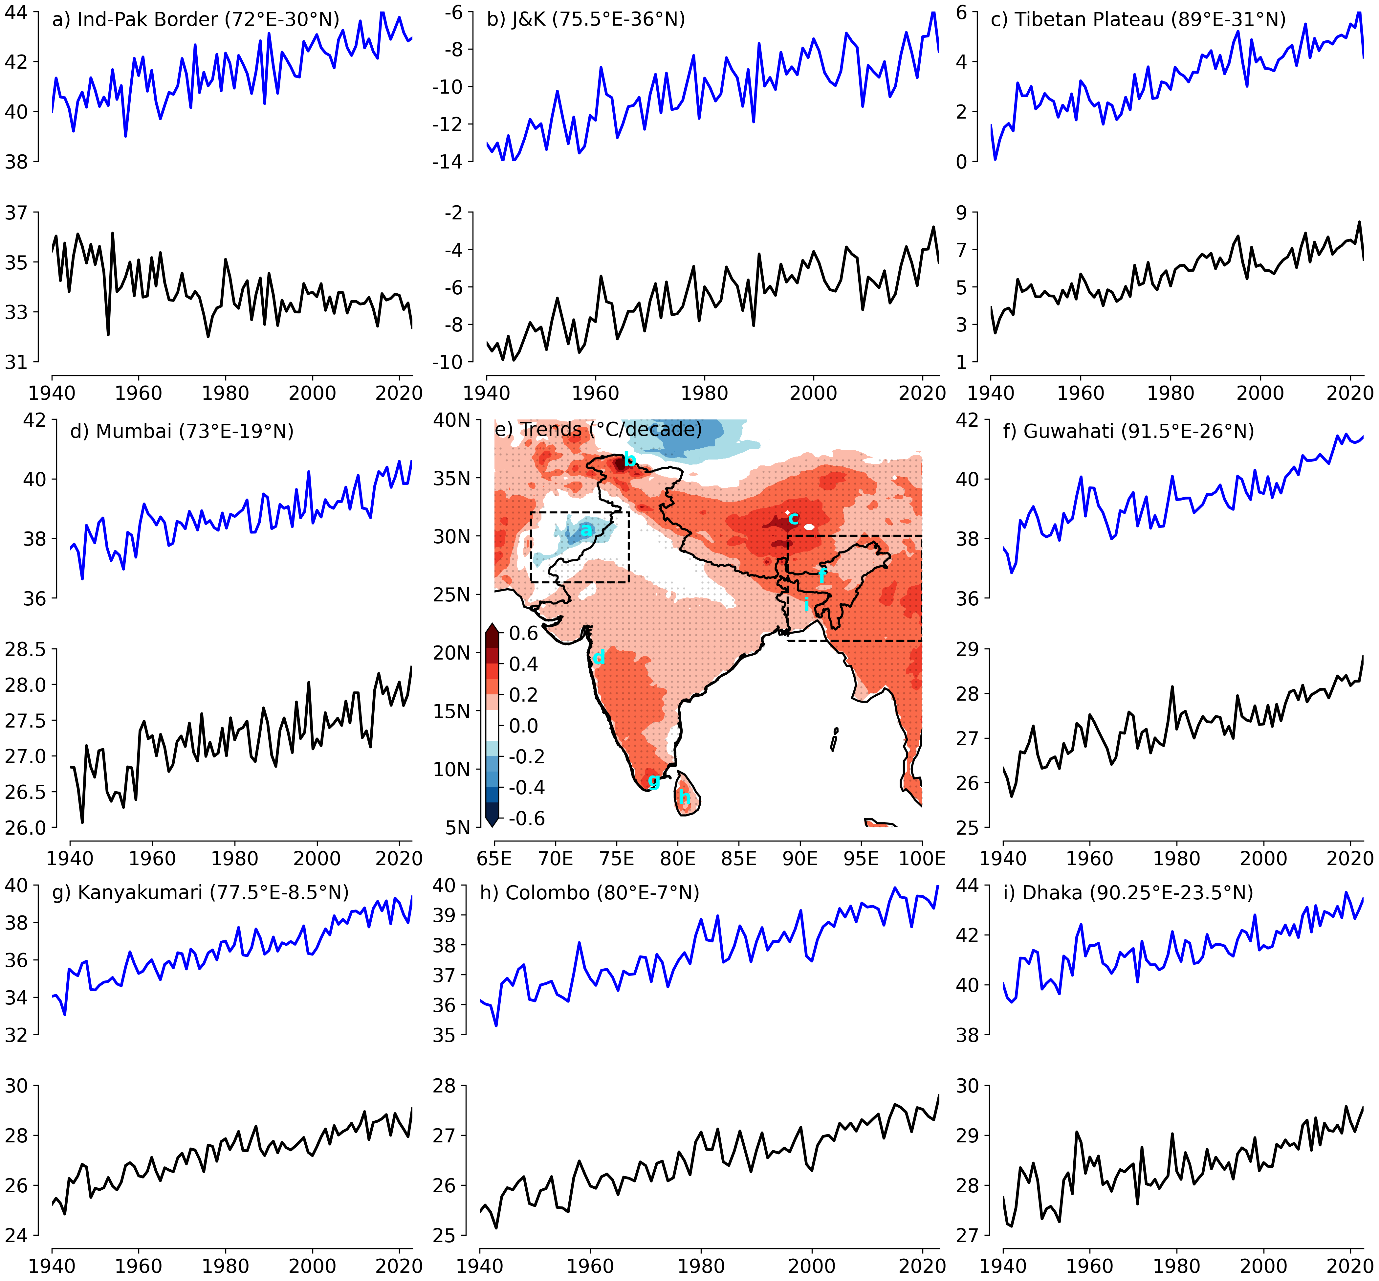 a) Ind-Pak Border (72°E-30°N)
44
42
40
38
37
35
33
31
1940 1960 1980 2000 2020
b) J&K (75.5°E-36°N)
-6
-8
-10
-12
-14
-2
-4
-6
-8
-10
1940 1960 1980 2000 2020
c) Tibetan Plateau (89°E-31°N)
6
4
2
0
9
7
5
3
1
1940 1960 1980 2000 2020
d) Mumbai (73°E-19°N)
42
40
38
36
28.5
28.0
27.5
27.0
26.5
26.0
1940 1960 1980 2000 2020
e) Trends (°C/decade)
40N
35N
30N
25N
20N
15N
10N
5N
b
a
c
f
i
d
g
h
0.6
0.4
0.2
0.0
-0.2
-0.4
-0.6
65E 70E 75E 80E 85E 90E 95E 100E
f) Guwahati (91.5°E-26°N)
42
40
38
36
29
28
27
26
25
1940 1960 1980 2000 2020
g) Kanyakumari (77.5°E-8.5°N)
40
38
36
34
32
30
28
26
24
1940 1960 1980 2000 2020
h) Colombo (80°E-7°N)
40
39
38
37
36
35
28
27
26
25
1940 1960 1980 2000 2020
i) Dhaka (90.25°E-23.5°N)
44
42
40
38
30
29
28
27
1940 1960 1980 2000 2020